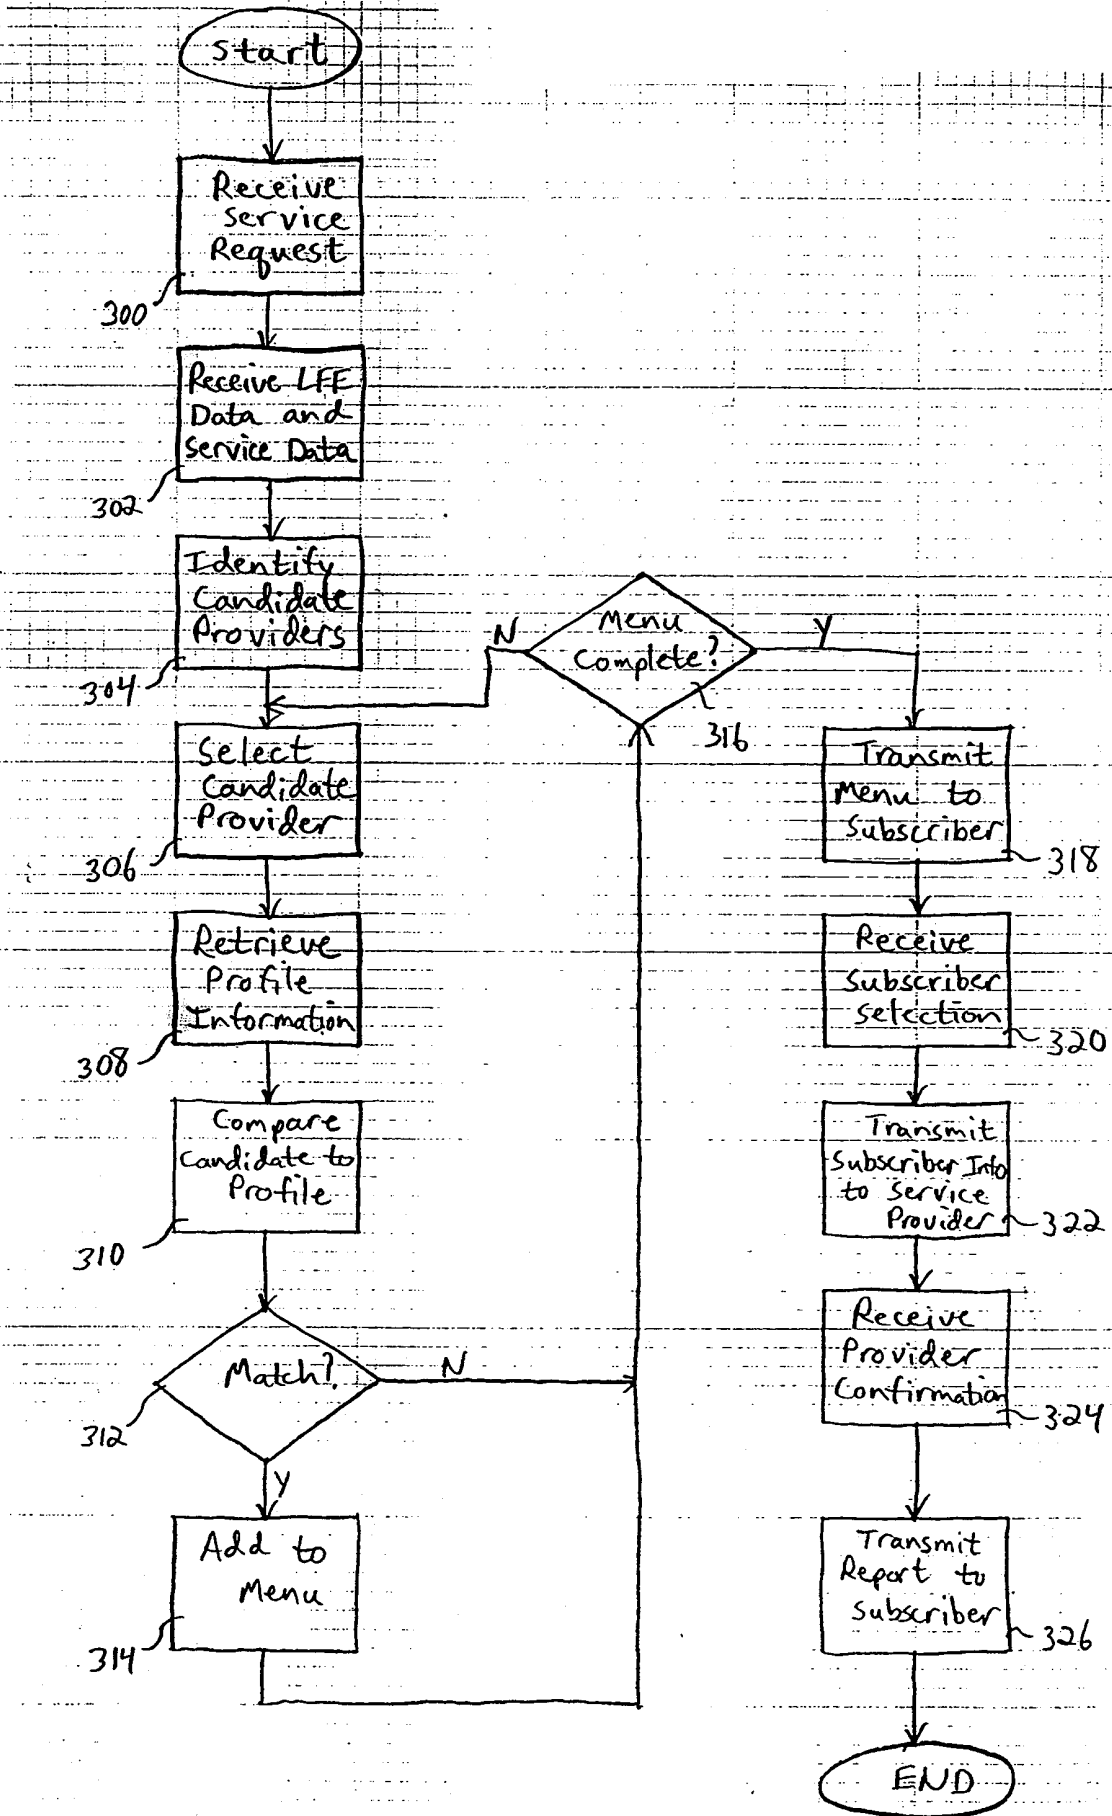 Start
Receive
Service
Request
300
Receive LFE
Data and
Service Data
302
Identify
Candidate
Providers
304
Select
Candidate
Provider
306
Retrieve
Profile
Information
308
Compare
Candidate to
Profile
310
Match?
N
312
Y
Add to
Menu
314
Menu
Complete?
N
Y
316
Transmit
Menu to
Subscriber
318
Receive
Subscriber
Selection
320
Transmit
Subscriber Info
to Service
Provider
322
Receive
Provider
Confirmation
324
Transmit
Report to
Subscriber
326
END